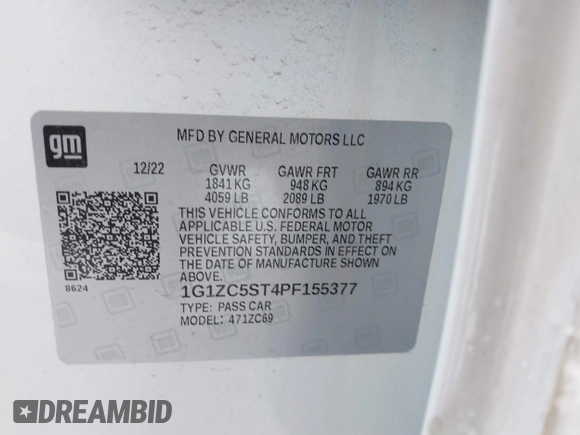 gm
MFD BY GENERAL MOTORS LLC
12/22 GVWR GAWR FRT GAWR RR
1841 KG 948 KG 894 KG
4059 LB 2089 LB 1970 LB
THIS VEHICLE CONFORMS TO ALL
APPLICABLE U.S. FEDERAL MOTOR
VEHICLE SAFETY, BUMPER, AND THEFT
PREVENTION STANDARDS IN EFFECT ON
THE DATE OF MANUFACTURE SHOWN
ABOVE.
8624
1G1ZC5ST4PF155377
TYPE: PASS CAR
MODEL: 471ZC69
DREAMBID